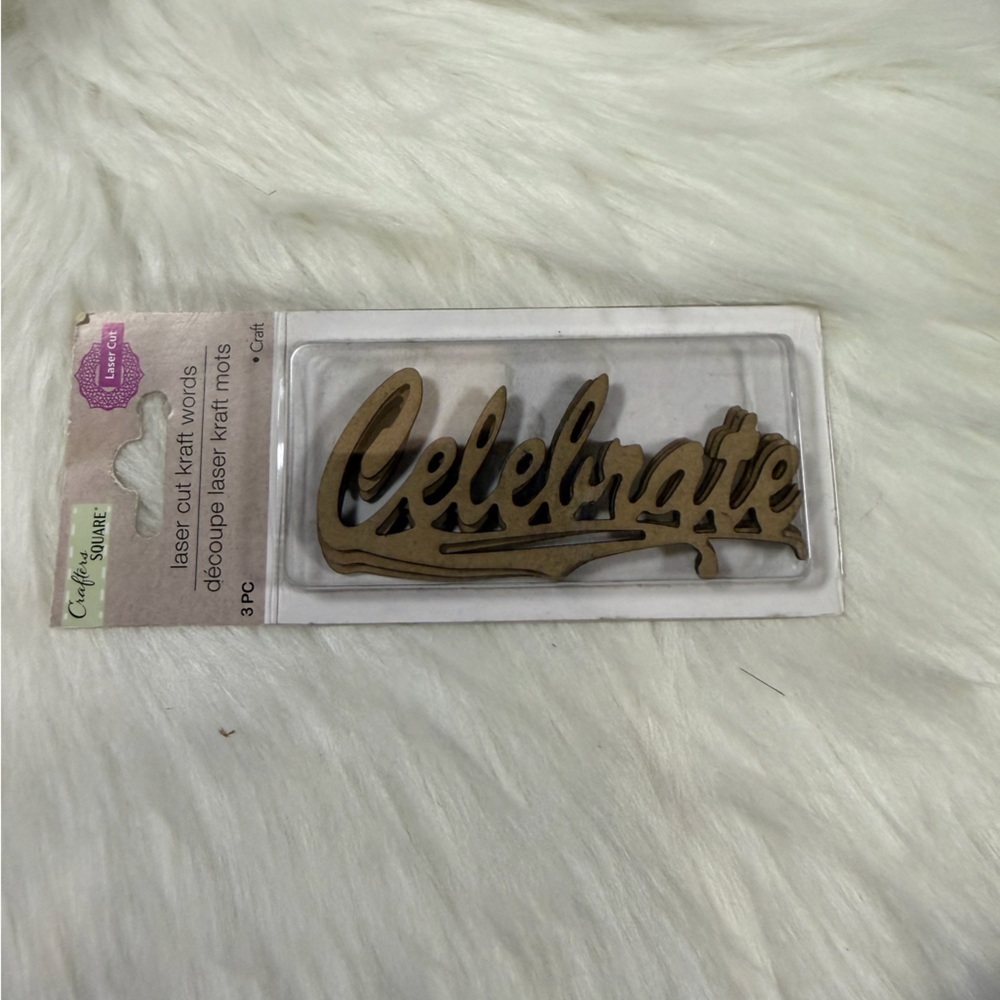 Laser Cut
Crafters
SQUARE®
laser cut kraft words
découpe laser kraft mots
3 PC
• Craft
Celebrate